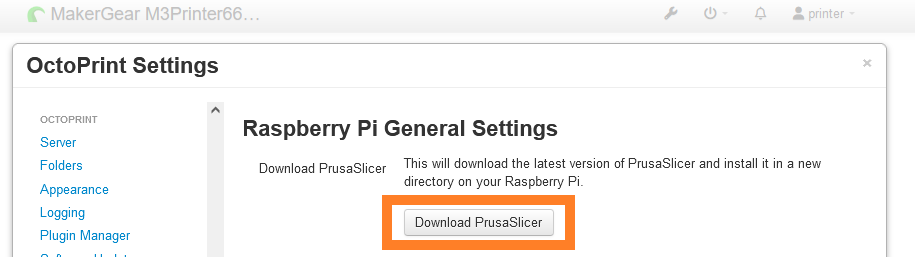 MakerGear M3Printer66…
printer
OctoPrint Settings
×
OCTOPRINT
Server
Folders
Appearance
Logging
Plugin Manager
Raspberry Pi General Settings
Download PrusaSlicer
This will download the latest version of PrusaSlicer and install it in a new
directory on your Raspberry Pi.
Download PrusaSlicer